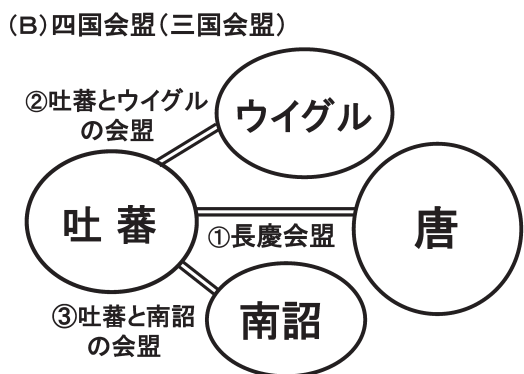 (B)四国会盟(三国会盟)
②吐蕃とウイグル
の会盟
ウイグル
吐蕃
唐
①長慶会盟
③吐蕃と南詔
の会盟
南詔